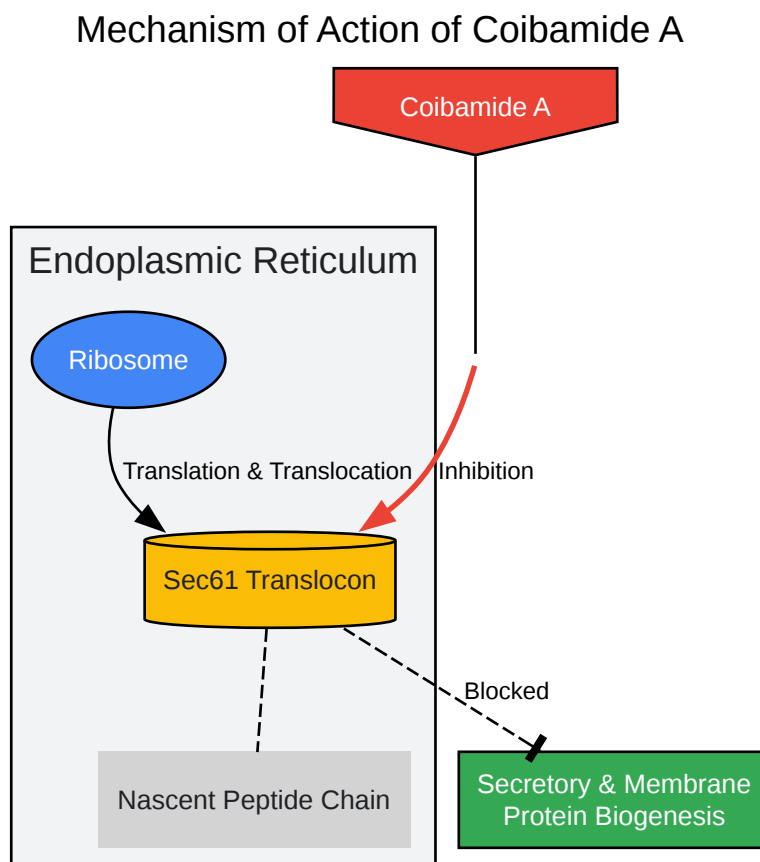 Mechanism of Action of Coibamide A
Coibamide A
Endoplasmic Reticulum
Ribosome
Translation & Translocation
Inhibition
Sec61 Translocon
Blocked
Nascent Peptide Chain
Secretory & Membrane
Protein Biogenesis